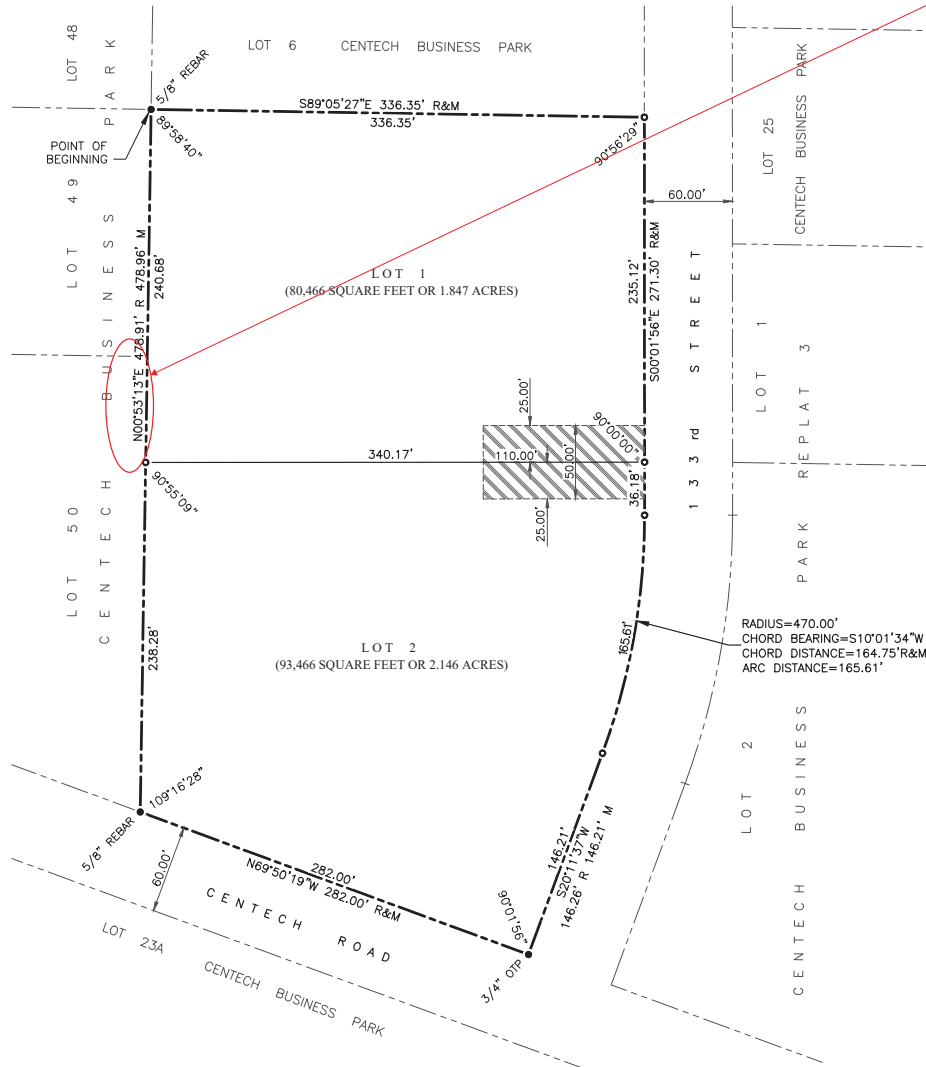 LOT 48
CENTECH BUSINESS PARK
LOT 6 CENTECH BUSINESS PARK
5/8" REBAR
S89°05'27"E 336.35' R&M
336.35'
89°58'40"
90°56'29"
POINT OF
BEGINNING
LOT 25
CENTECH BUSINESS PARK
60.00'
LOT 49
N00°53'13"E 478.91' R 478.96' M
240.68'
LOT 1
(80,466 SQUARE FEET OR 1.847 ACRES)
235.12'
S00°01'56"E 271.30' R&M
133rd STREET
LOT 1
CENTECH BUSINESS PARK REPLAT 3
25.00'
90°00'00"
340.17'
110.00'
50.00'
36.18'
25.00'
90°55'09"
LOT 50
238.28'
LOT 2
(93,466 SQUARE FEET OR 2.146 ACRES)
165.61'
RADIUS=470.00'
CHORD BEARING=S10°01'34"W
CHORD DISTANCE=164.75'R&M
ARC DISTANCE=165.61'
LOT 2
109°16'28"
5/8" REBAR
60.00'
282.00'
N69°50'19"W 282.00' R&M
CENTECH ROAD
146.21'
S20°11'37"W
146.26' R 146.21' M
90°01'56"
3/4" OTP
LOT 23A
CENTECH BUSINESS PARK